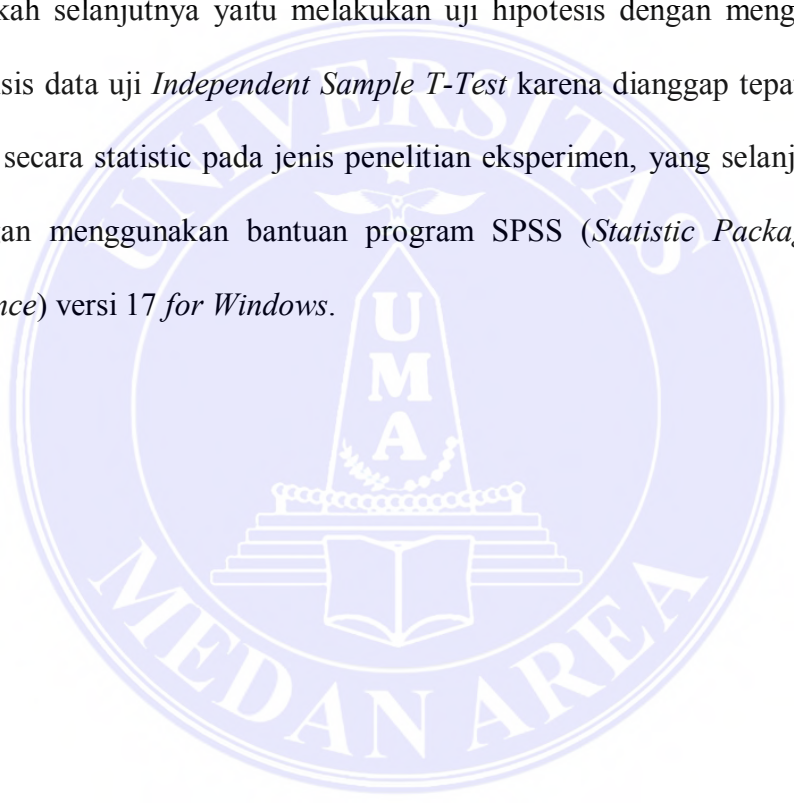 kah selanjutnya yaitu melakukan uji hipotesis dengan meng
sis data uji Independent Sample T-Test karena dianggap tepa
secara statistic pada jenis penelitian eksperimen, yang selanj
an menggunakan bantuan program SPSS (Statistic Packag
nce) versi 17 for Windows.
UNIVERSITAS
UMA
MEDAN AREA